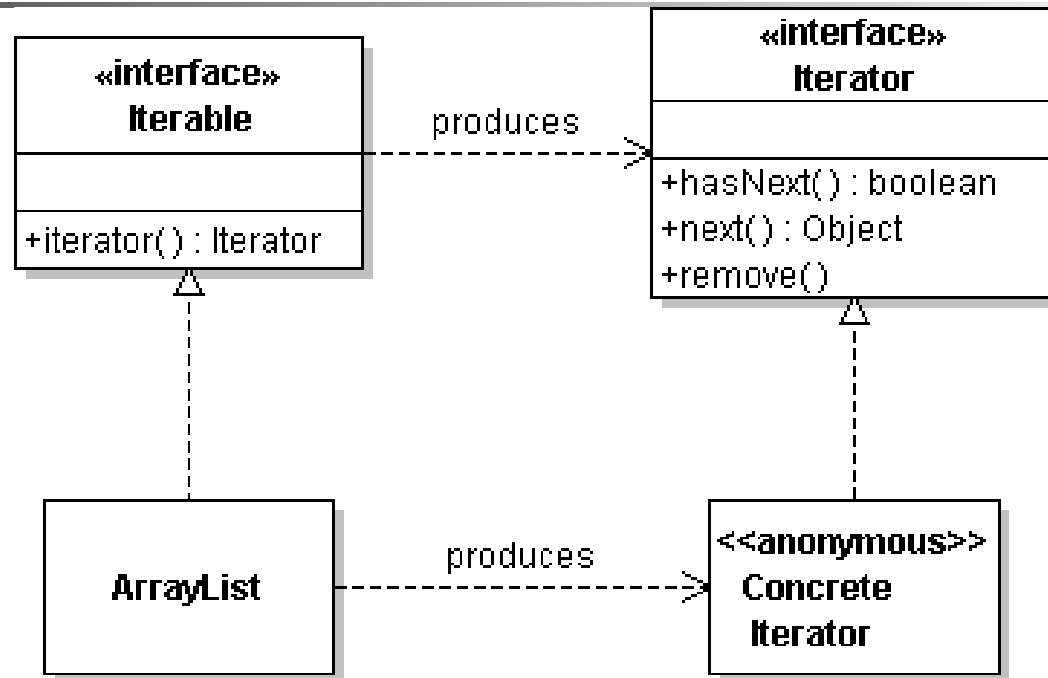 «interface»
Iterable
+iterator() : Iterator
produces
«interface»
Iterator
+hasNext() : boolean
+next() : Object
+remove()
ArrayList
produces
<<anonymous>>
Concrete
Iterator